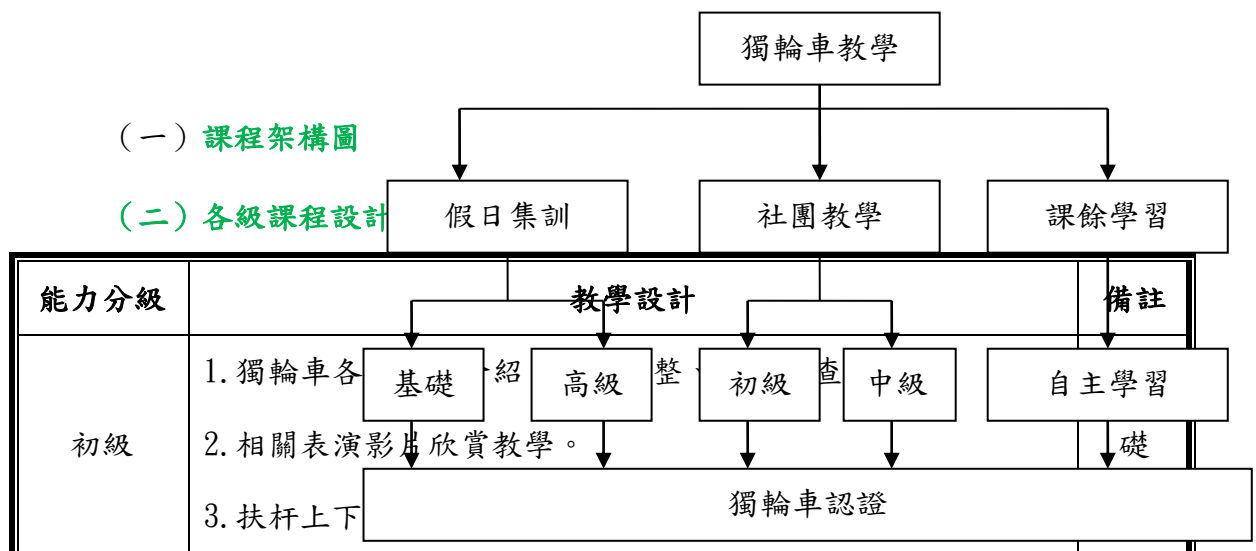 獨輪車教學
（一）課程架構圖
（二）各級課程設計
假日集訓
社團教學
課餘學習
能力分級
教學設計
備註
基礎
高級
初級
中級
自主學習
初級
1.獨輪車各
紹
整、
查
2.相關表演影片欣賞教學。
礎
3.扶杆上下
獨輪車認證